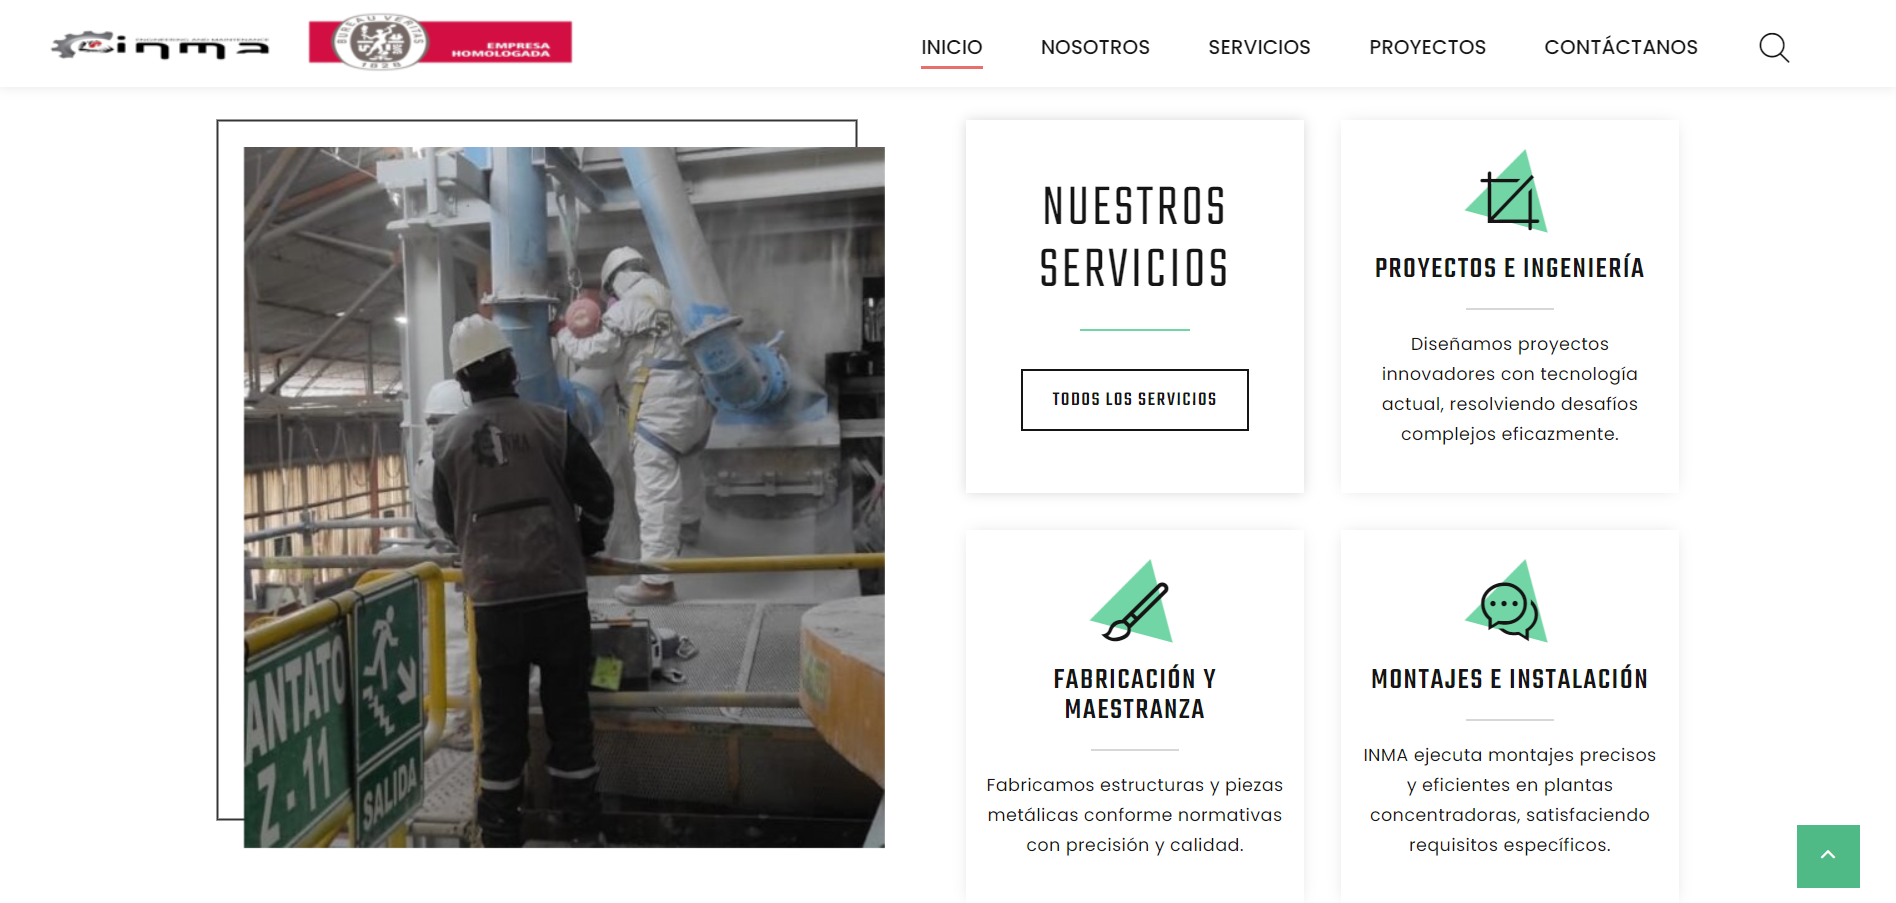 ENGINEERING AND MAINTENANCE
inma
BUREAU VERITAS
1828
EMPRESA
HOMOLOGADA
INICIO
NOSOTROS
SERVICIOS
PROYECTOS
CONTÁCTANOS
NUESTROS
SERVICIOS
TODOS LOS SERVICIOS
PROYECTOS E INGENIERÍA
Diseñamos proyectos
innovadores con tecnología
actual, resolviendo desafíos
complejos eficazmente.
FABRICACIÓN Y
MAESTRANZA
Fabricamos estructuras y piezas
metálicas conforme normativas
con precisión y calidad.
MONTAJES E INSTALACIÓN
INMA ejecuta montajes precisos
y eficientes en plantas
concentradoras, satisfaciendo
requisitos específicos.
ANTATO
Z - 11
SALIDA